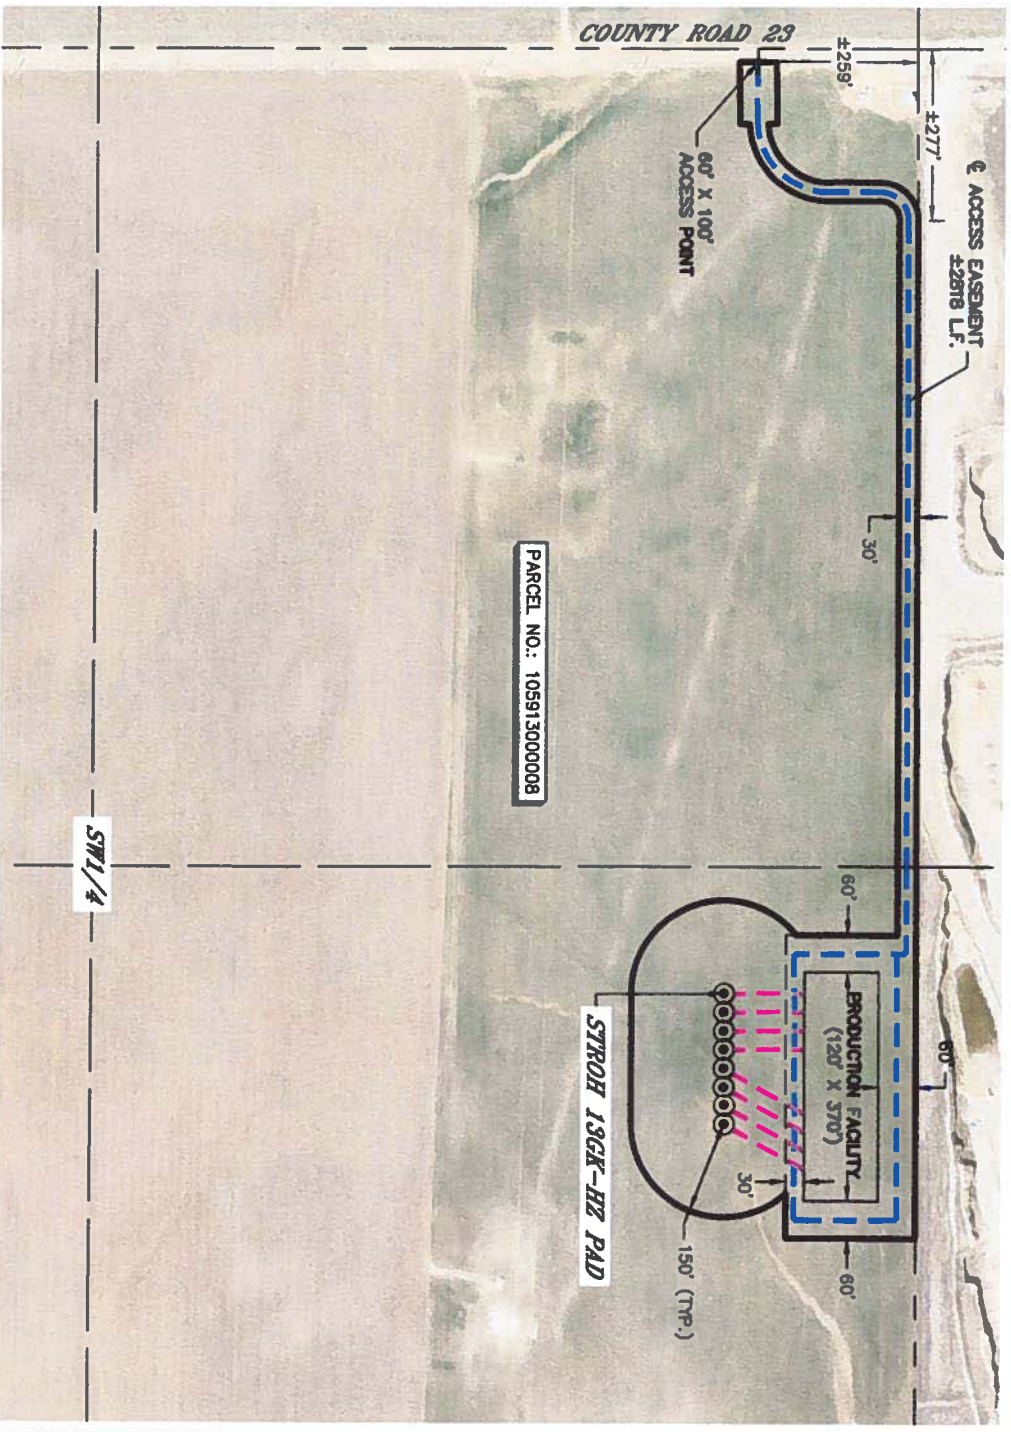 COUNTY ROAD 23
±259'
±277'
℄ ACCESS EASEMENT
±2818 L.F.
60' X 100'
ACCESS POINT
30'
PARCEL NO.: 105913000008
SW1/4
60'
60'
PRODUCTION FACILITY
(120' X 370')
STROH 13GK-HZ PAD
30'
60'
150' (TYP.)